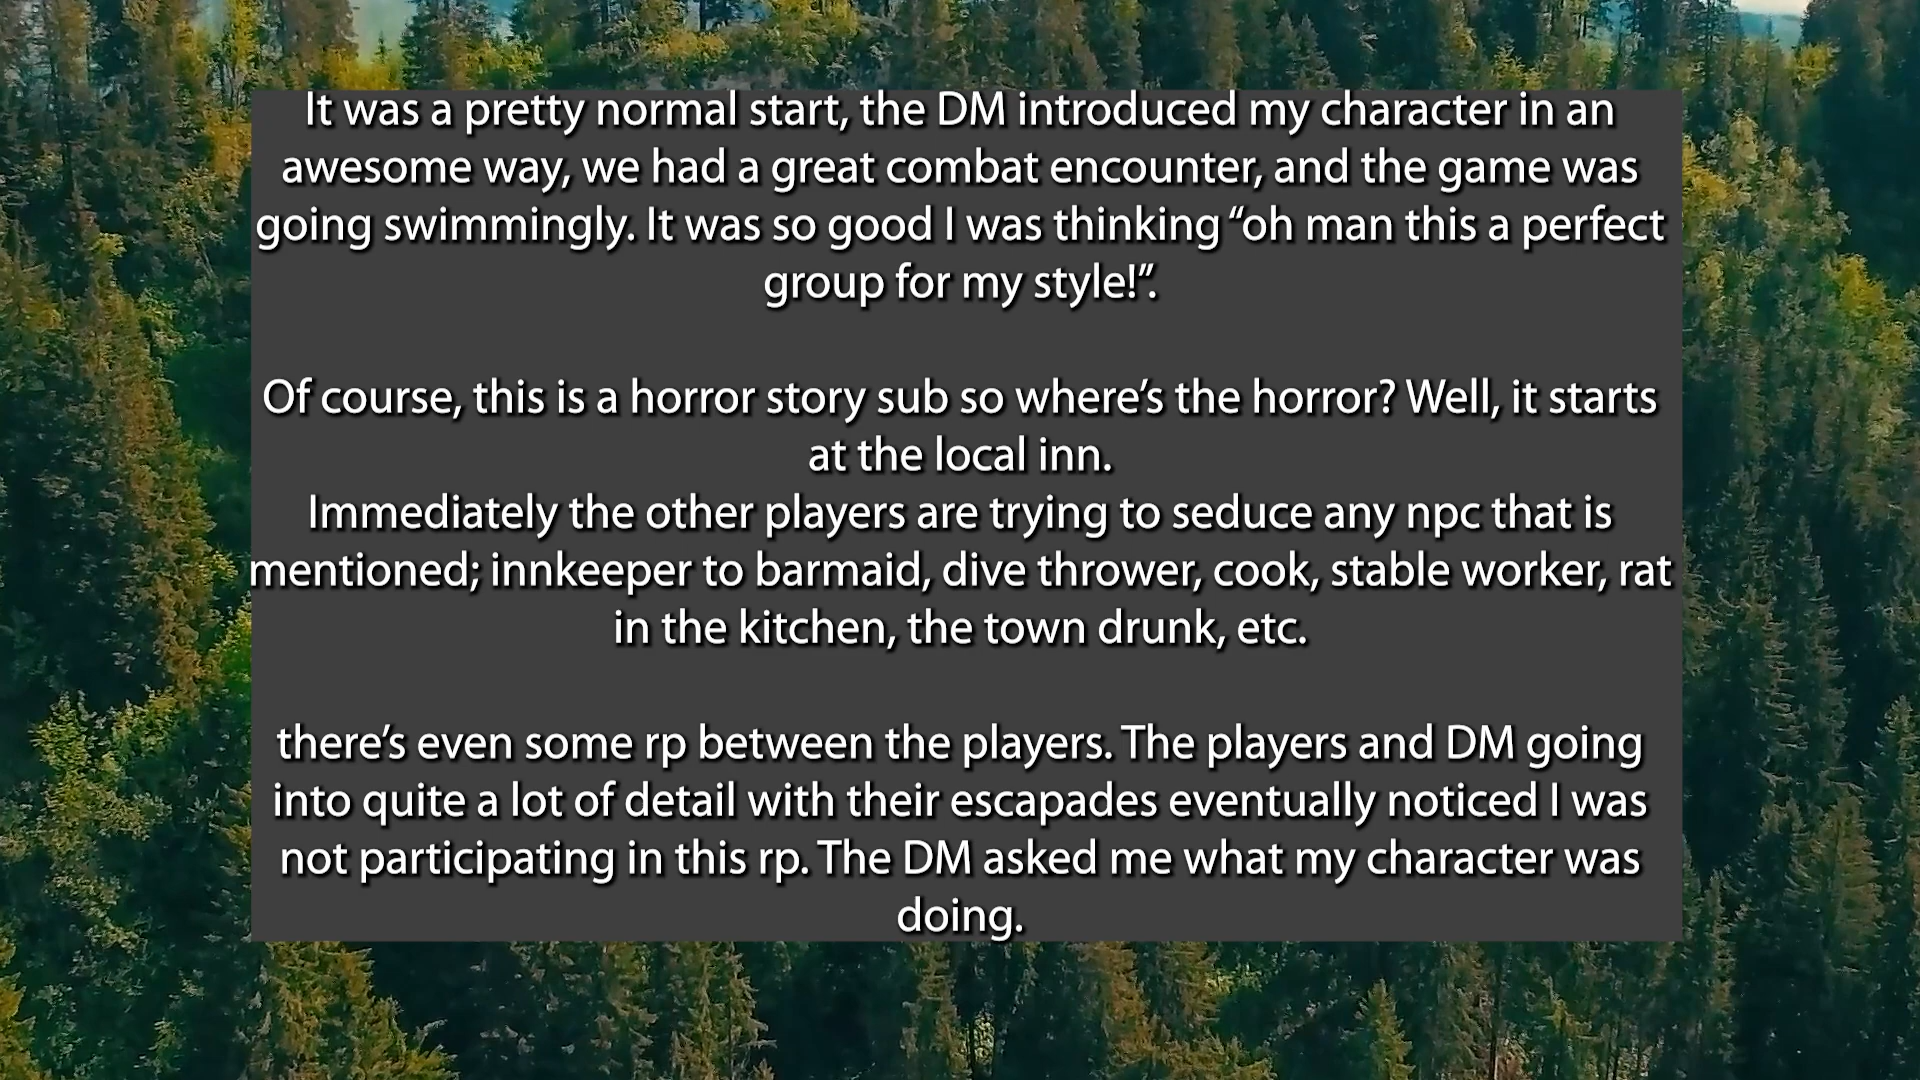 It was a pretty normal start, the DM introduced my character in an
awesome way, we had a great combat encounter, and the game was
going swimmingly. It was so good I was thinking “oh man this a perfect
group for my style!”.
Of course, this is a horror story sub so where’s the horror? Well, it starts
at the local inn.
Immediately the other players are trying to seduce any npc that is
mentioned; innkeeper to barmaid, dive thrower, cook, stable worker, rat
in the kitchen, the town drunk, etc.
there’s even some rp between the players. The players and DM going
into quite a lot of detail with their escapades eventually noticed I was
not participating in this rp. The DM asked me what my character was
doing.